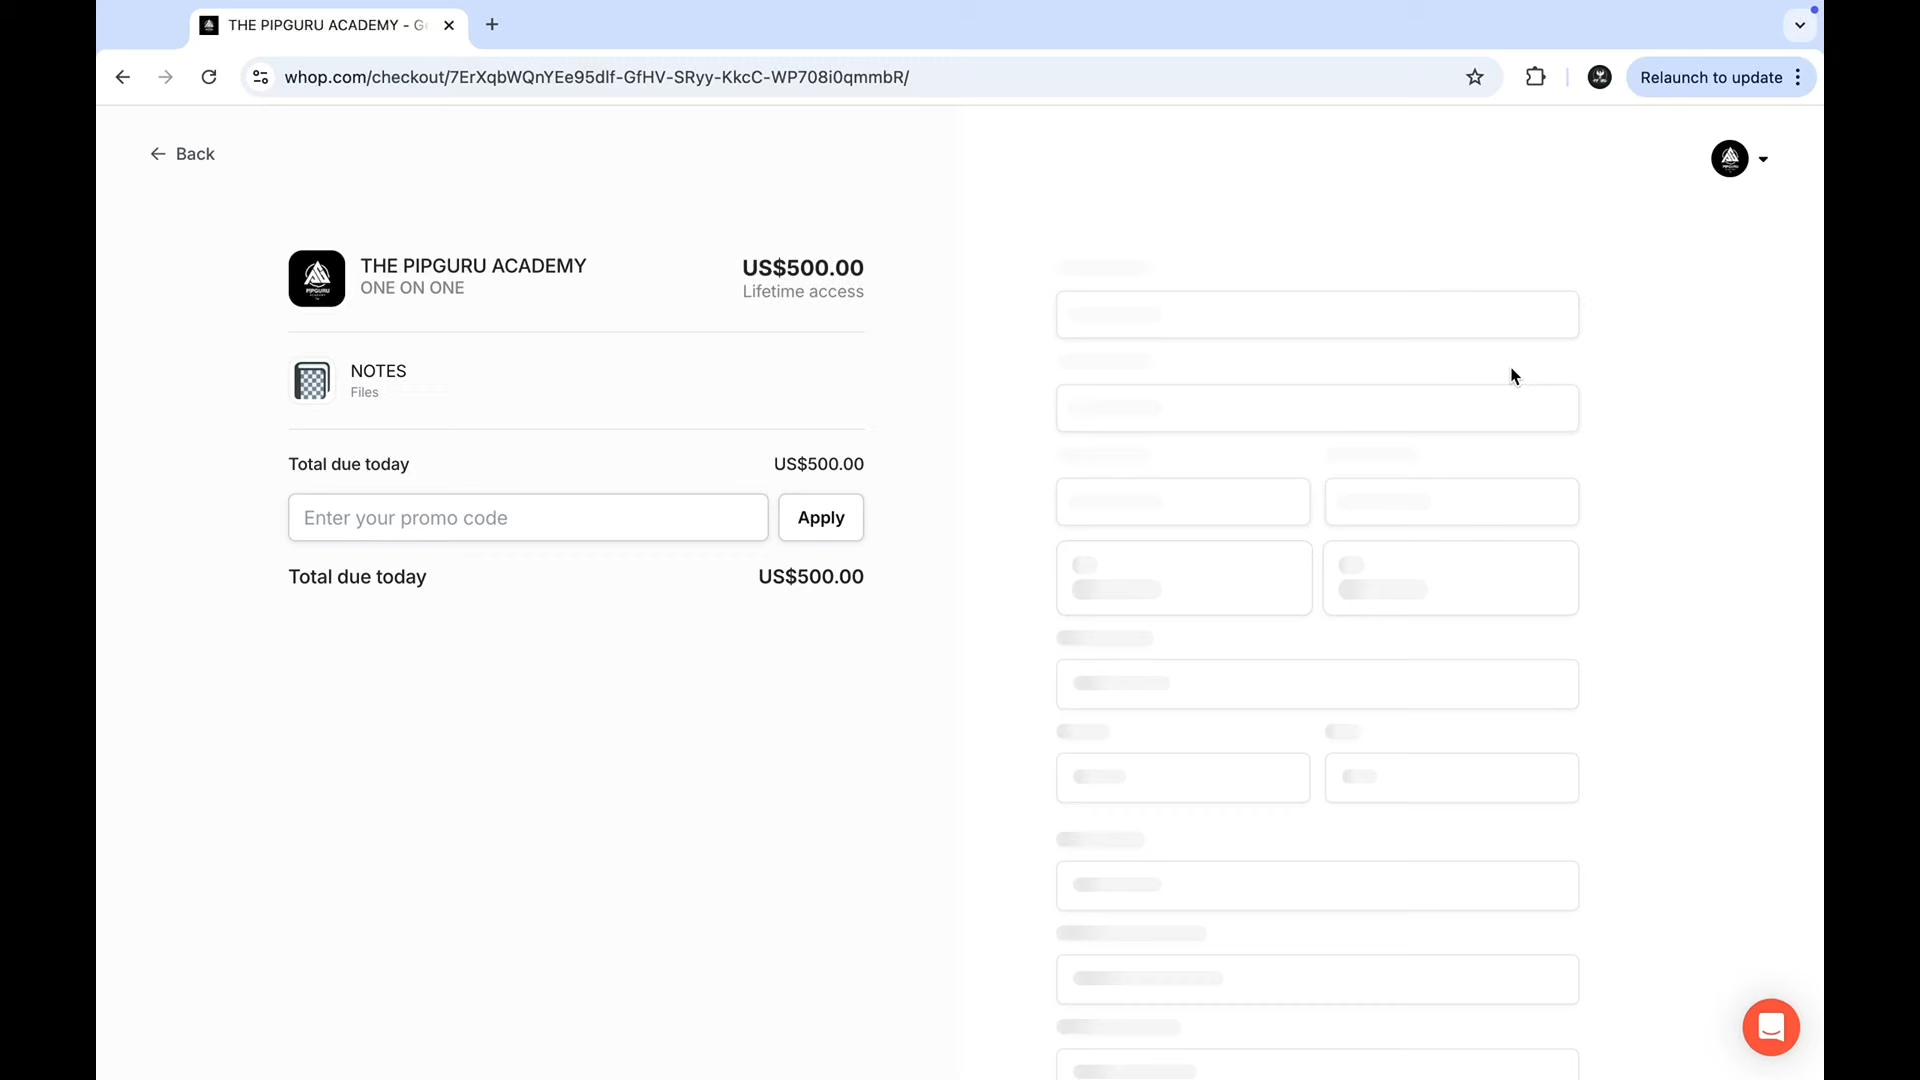 THE PIPGURU ACADEMY - G
whop.com/checkout/7ErXqbWQnYEe95dlf-GfHV-SRyy-KkcC-WP708i0qmmbR/
Relaunch to update
Back
THE PIPGURU ACADEMY
US$500.00
ONE ON ONE
Lifetime access
PIPGURU
NOTES
Files
Total due today
US$500.00
Enter your promo code
Apply
Total due today
US$500.00